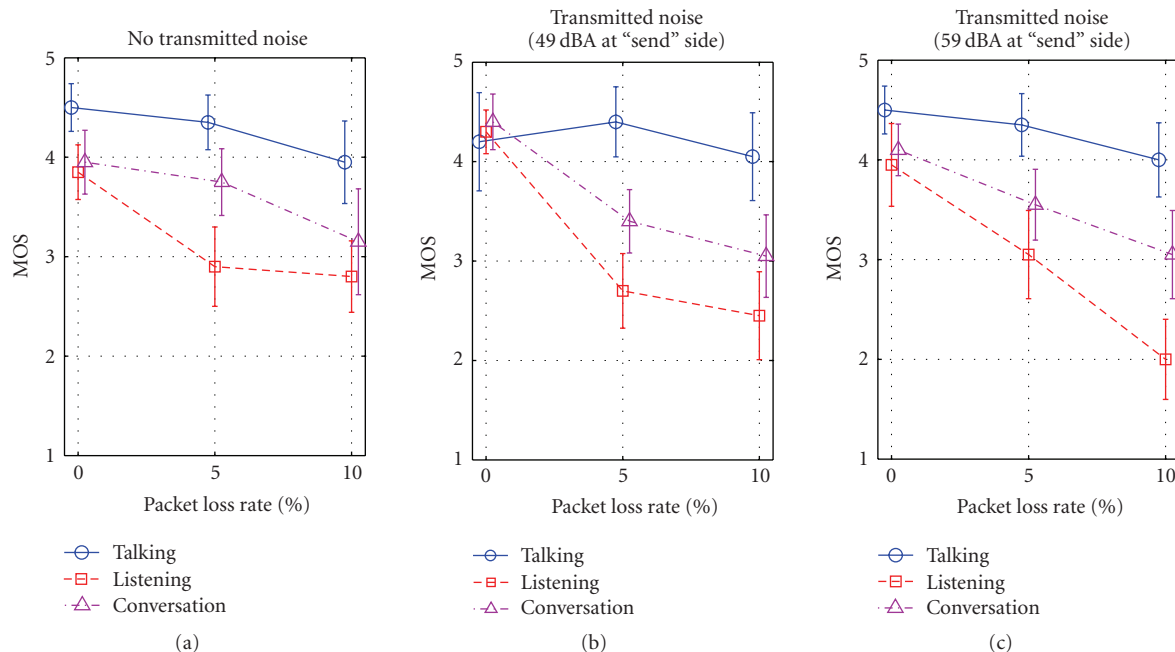 No transmitted noise
5
4
3
2
1
MOS
0
5
10
Packet loss rate (%)
Talking
Listening
Conversation
(a)
Transmitted noise
(49 dBA at “send” side)
5
4
3
2
1
MOS
0
5
10
Packet loss rate (%)
Talking
Listening
Conversation
(b)
Transmitted noise
(59 dBA at “send” side)
5
4
3
2
1
MOS
0
5
10
Packet loss rate (%)
Talking
Listening
Conversation
(c)